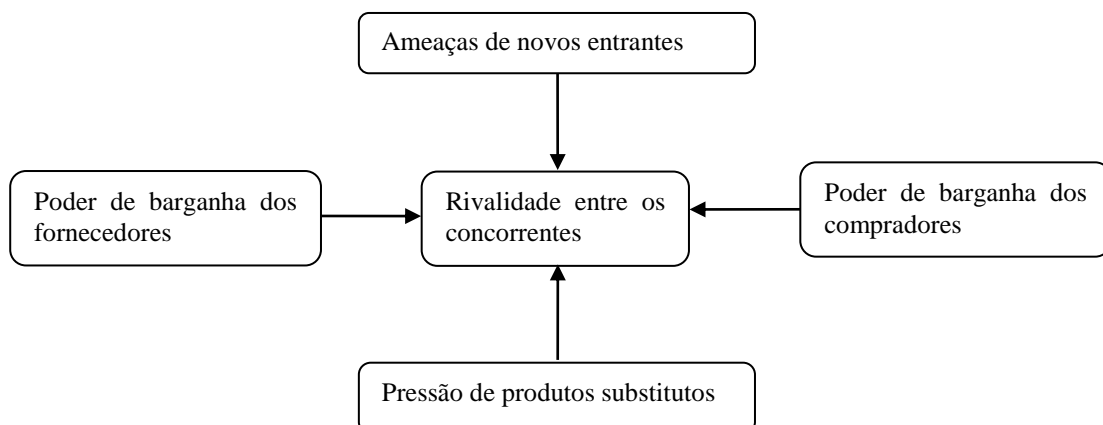 Ameaças de novos entrantes
Poder de barganha dos
fornecedores
Rivalidade entre os
concorrentes
Poder de barganha dos
compradores
Pressão de produtos substitutos